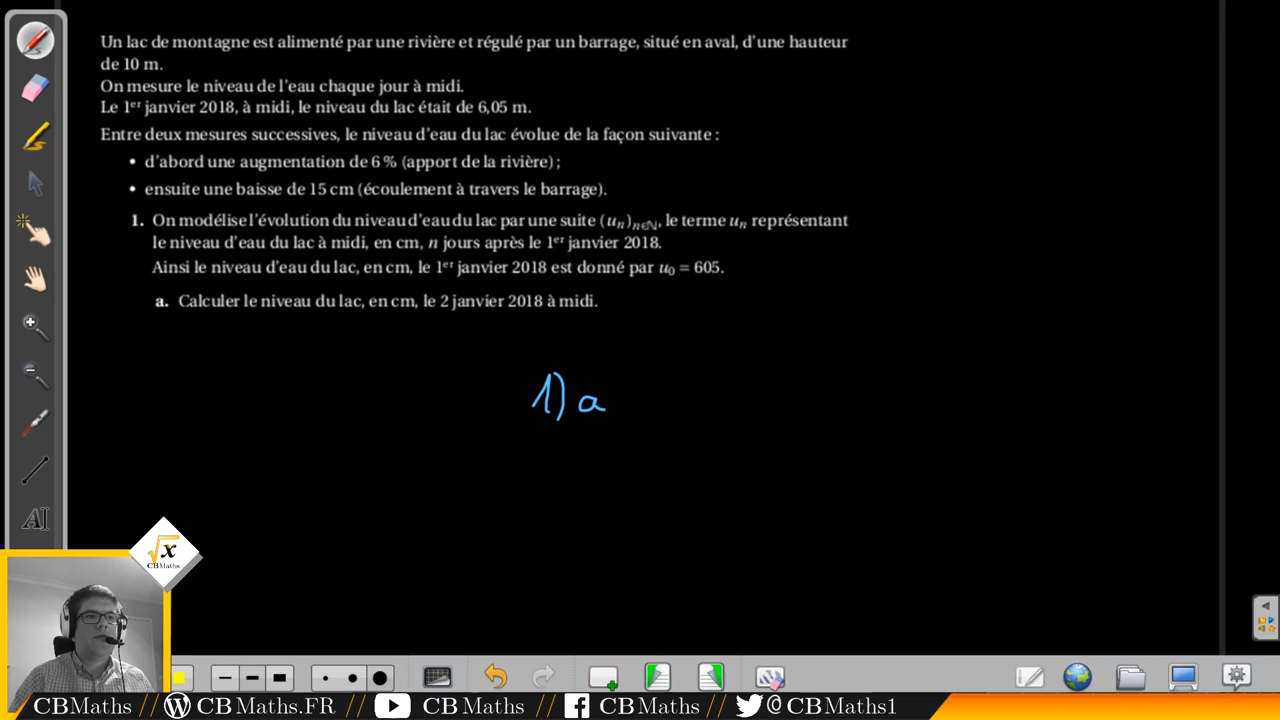 Un lac de montagne est alimenté par une rivière et régulé par un barrage, situé en aval, d'une hauteur
de 10 m.
On mesure le niveau de l'eau chaque jour à midi.
Le 1er janvier 2018, à midi, le niveau du lac était de 6,05 m.
Entre deux mesures successives, le niveau d'eau du lac évolue de la façon suivante :
• d'abord une augmentation de 6 % (apport de la rivière) ;
• ensuite une baisse de 15 cm (écoulement à travers le barrage).
1. On modélise l'évolution du niveau d'eau du lac par une suite (un)n∈ℕ, le terme un représentant
le niveau d'eau du lac à midi, en cm, n jours après le 1er janvier 2018.
Ainsi le niveau d'eau du lac, en cm, le 1er janvier 2018 est donné par u0 = 605.
a. Calculer le niveau du lac, en cm, le 2 janvier 2018 à midi.
1) a
AI
√x
CBMaths
CBMaths // CBMaths.FR // CBMaths // CBMaths // @CBMaths1